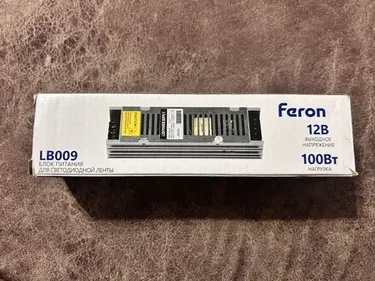 LB009
БЛОК ПИТАНИЯ
ДЛЯ СВЕТОДИОДНОЙ ЛЕНТЫ
Feron
12В
ВЫХОДНОЕ
НАПРЯЖЕНИЕ
100Вт
НАГРУЗКА